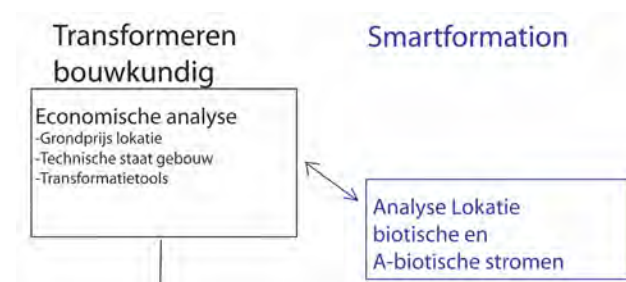 Transformeren
bouwkundig
Smartformation
Economische analyse
-Grondprijs lokatie
-Technische staat gebouw
-Transformatietools
Analyse Lokatie
biotische en
A-biotische stromen